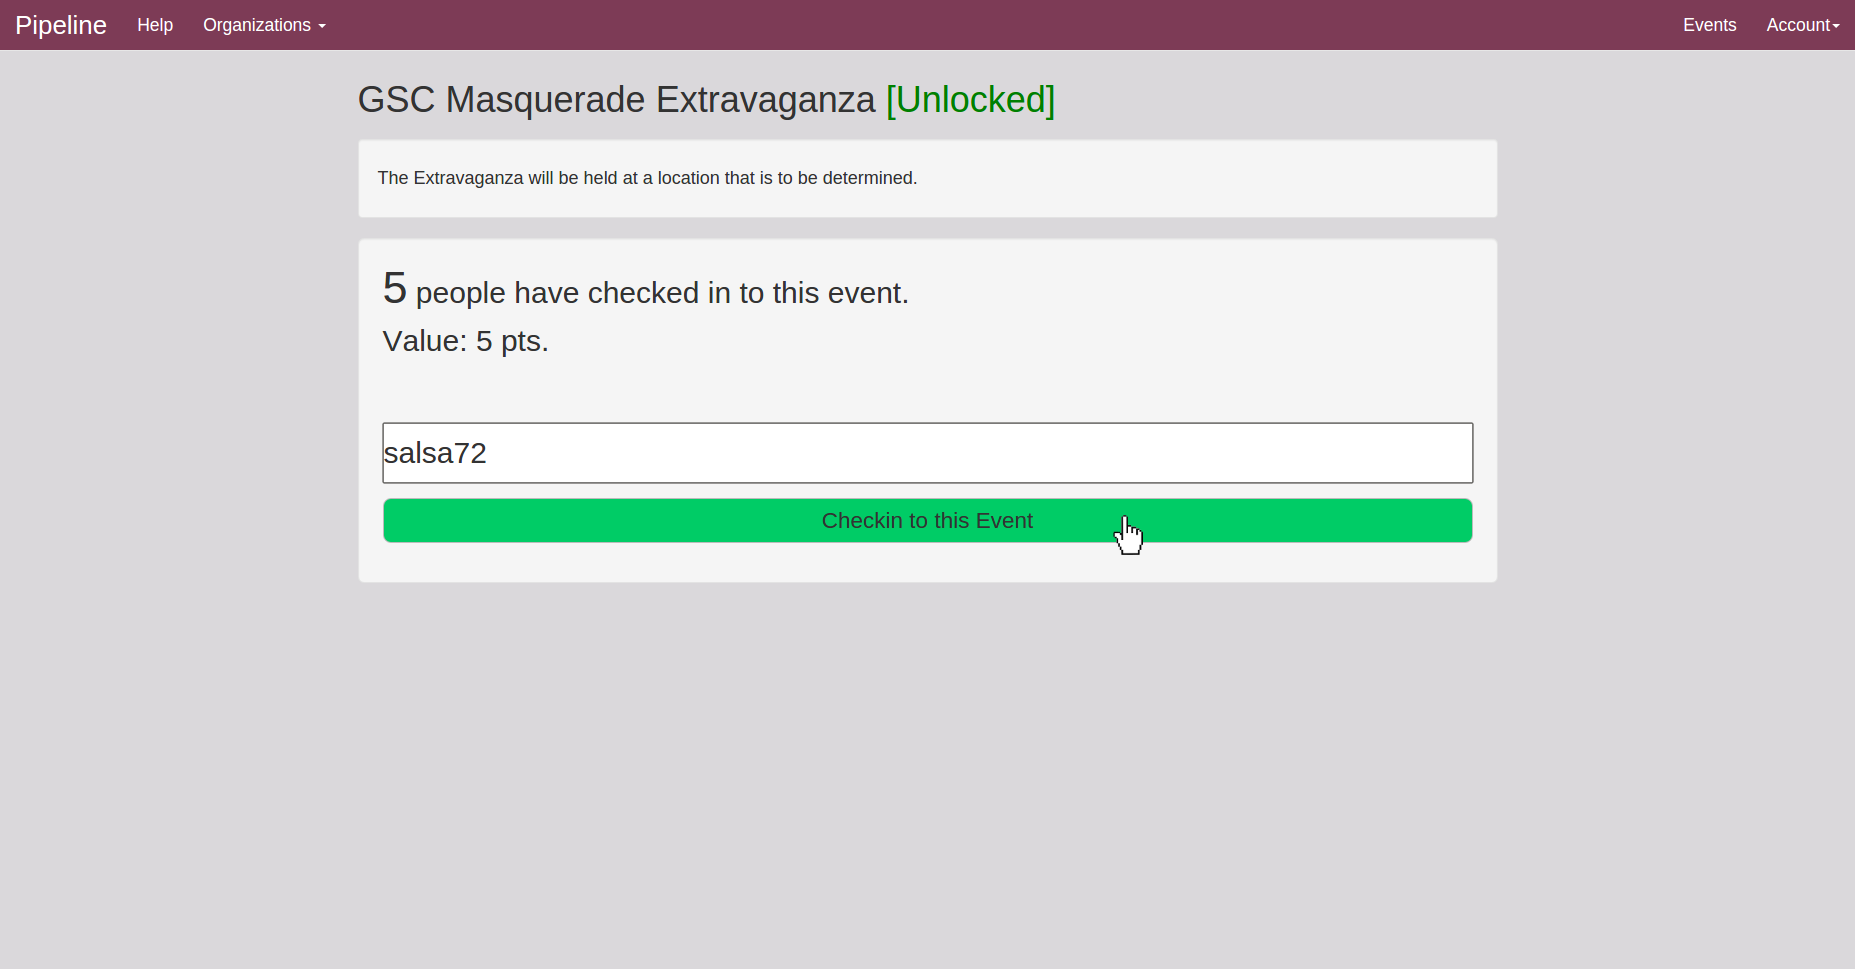 Pipeline Help Organizations Events Account
GSC Masquerade Extravaganza [Unlocked]
The Extravaganza will be held at a location that is to be determined.
5 people have checked in to this event.
Value: 5 pts.
salsa72
Checkin to this Event